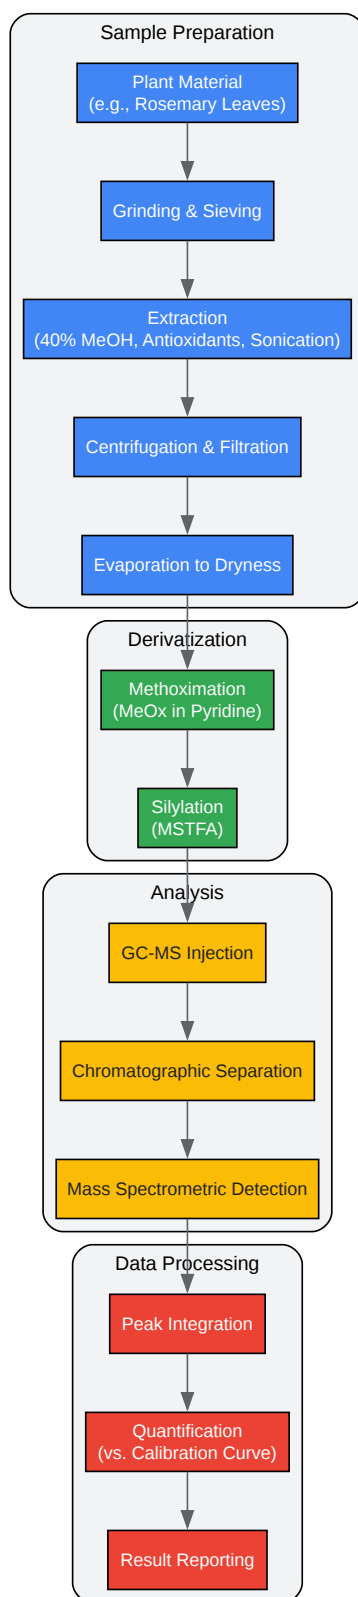 Sample Preparation
Plant Material
(e.g., Rosemary Leaves)
Grinding & Sieving
Extraction
(40% MeOH, Antioxidants, Sonication)
Centrifugation & Filtration
Evaporation to Dryness
Derivatization
Methoximation
(MeOx in Pyridine)
Silylation
(MSTFA)
Analysis
GC-MS Injection
Chromatographic Separation
Mass Spectrometric Detection
Data Processing
Peak Integration
Quantification
(vs. Calibration Curve)
Result Reporting